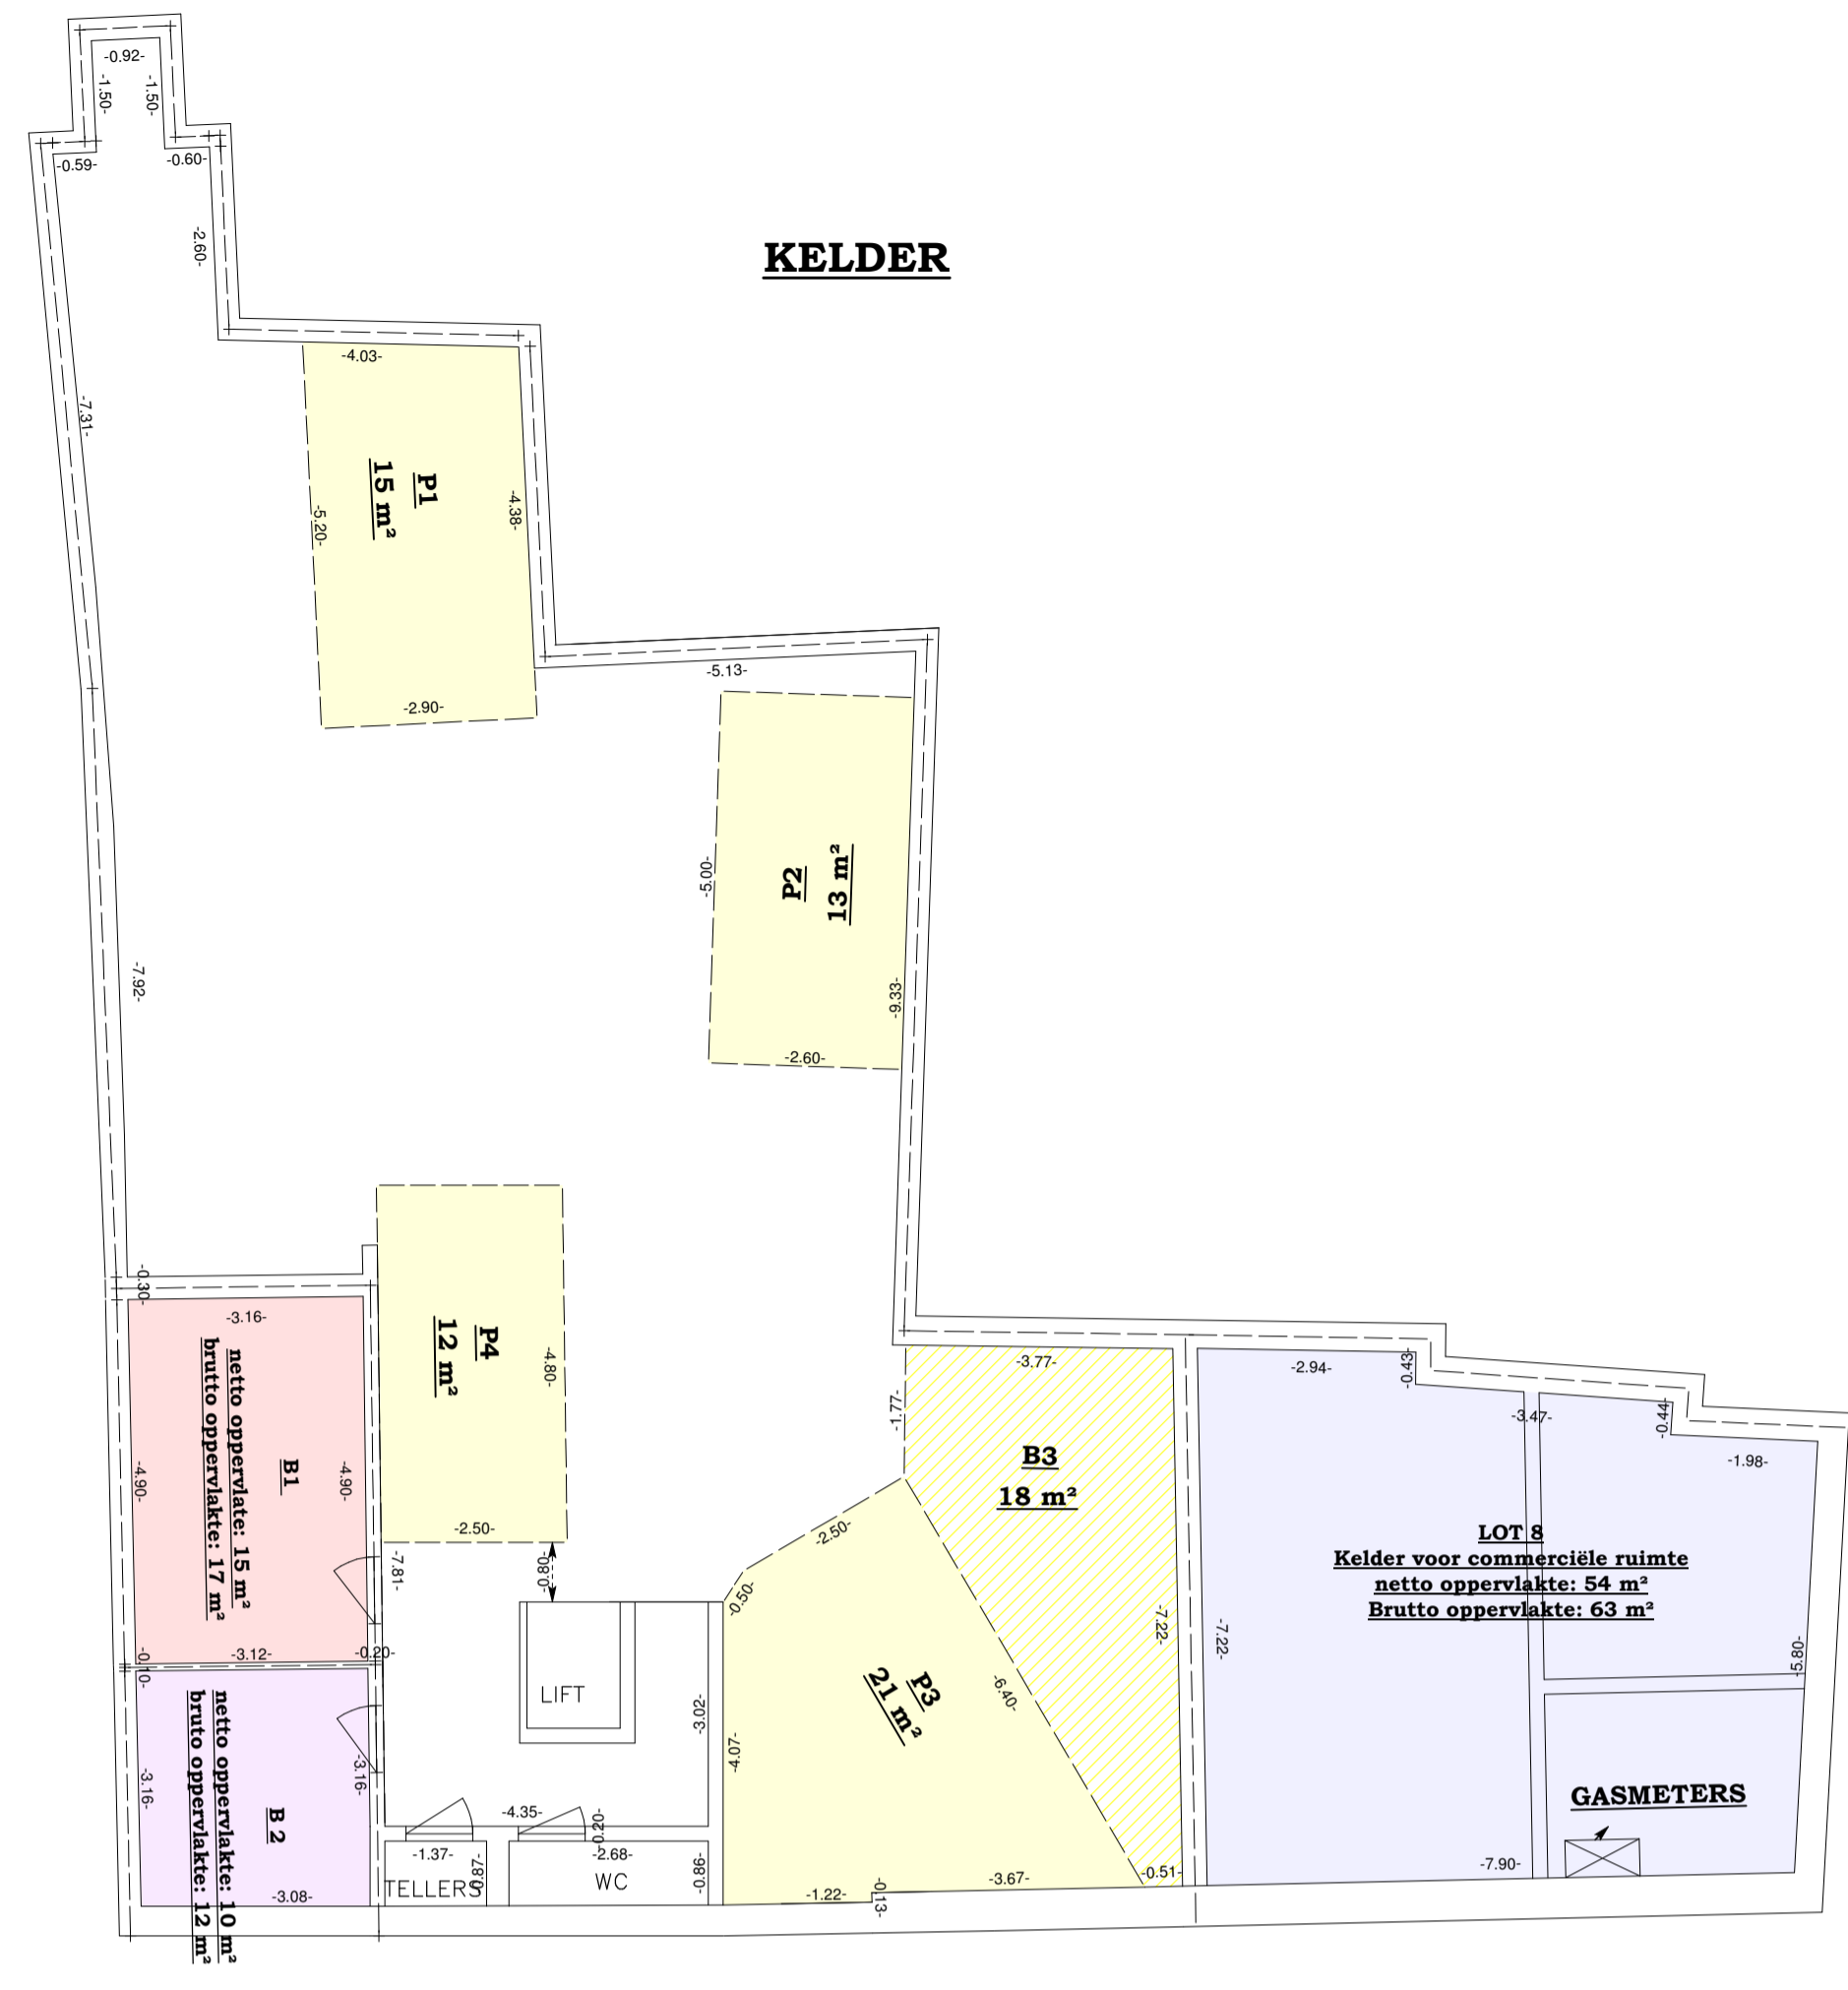 -0.92-
-1.50-
-1.50-
-0.59-
-0.60-
-2.60-
KELDER
-4.03-
-7.31-
P1
15 m²
-5.20-
-4.38-
-2.90-
-5.13-
P2
13 m²
-5.00-
-9.33-
-2.60-
-7.92-
-0.30-
-3.16-
B1
netto oppervlate: 15 m²
brutto oppervlakte: 17 m²
-4.90-
-4.90-
-3.12-
-0.20-
-0.10-
P4
12 m²
-4.80-
-2.50-
-7.81-
-0.80-
B 2
netto oppervlakte: 10 m²
bruto oppervlakte: 12 m²
-3.16-
-3.16-
-3.08-
LIFT
-3.02-
-4.35-
-0.20-
-1.37-
-0.87-
TELLERS
-2.68-
WC
-0.86-
-3.77-
-1.77-
B3
18 m²
-2.50-
-0.50-
-7.22-
P3
21 m²
-6.40-
-4.07-
-1.22-
-0.13-
-3.67-
-0.51-
-2.94-
-0.43-
-3.47-
-0.44-
-1.98-
LOT 8
Kelder voor commerciële ruimte
netto oppervlakte: 54 m²
Brutto oppervlakte: 63 m²
-7.22-
-5.80-
GASMETERS
-7.90-